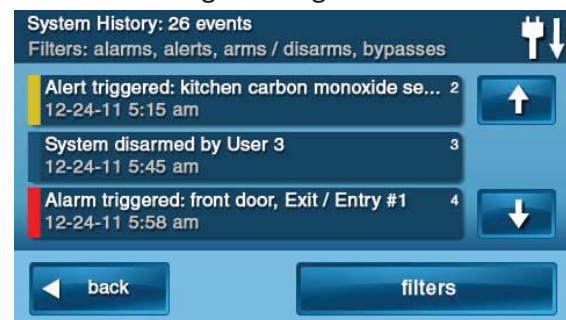 System History: 26 events
Filters: alarms, alerts, arms / disarms, bypasses
Alert triggered: kitchen carbon monoxide se... 2
12-24-11 5:15 am
System disarmed by User 3 3
12-24-11 5:45 am
Alarm triggered: front door, Exit / Entry #1 4
12-24-11 5:58 am
back
filters